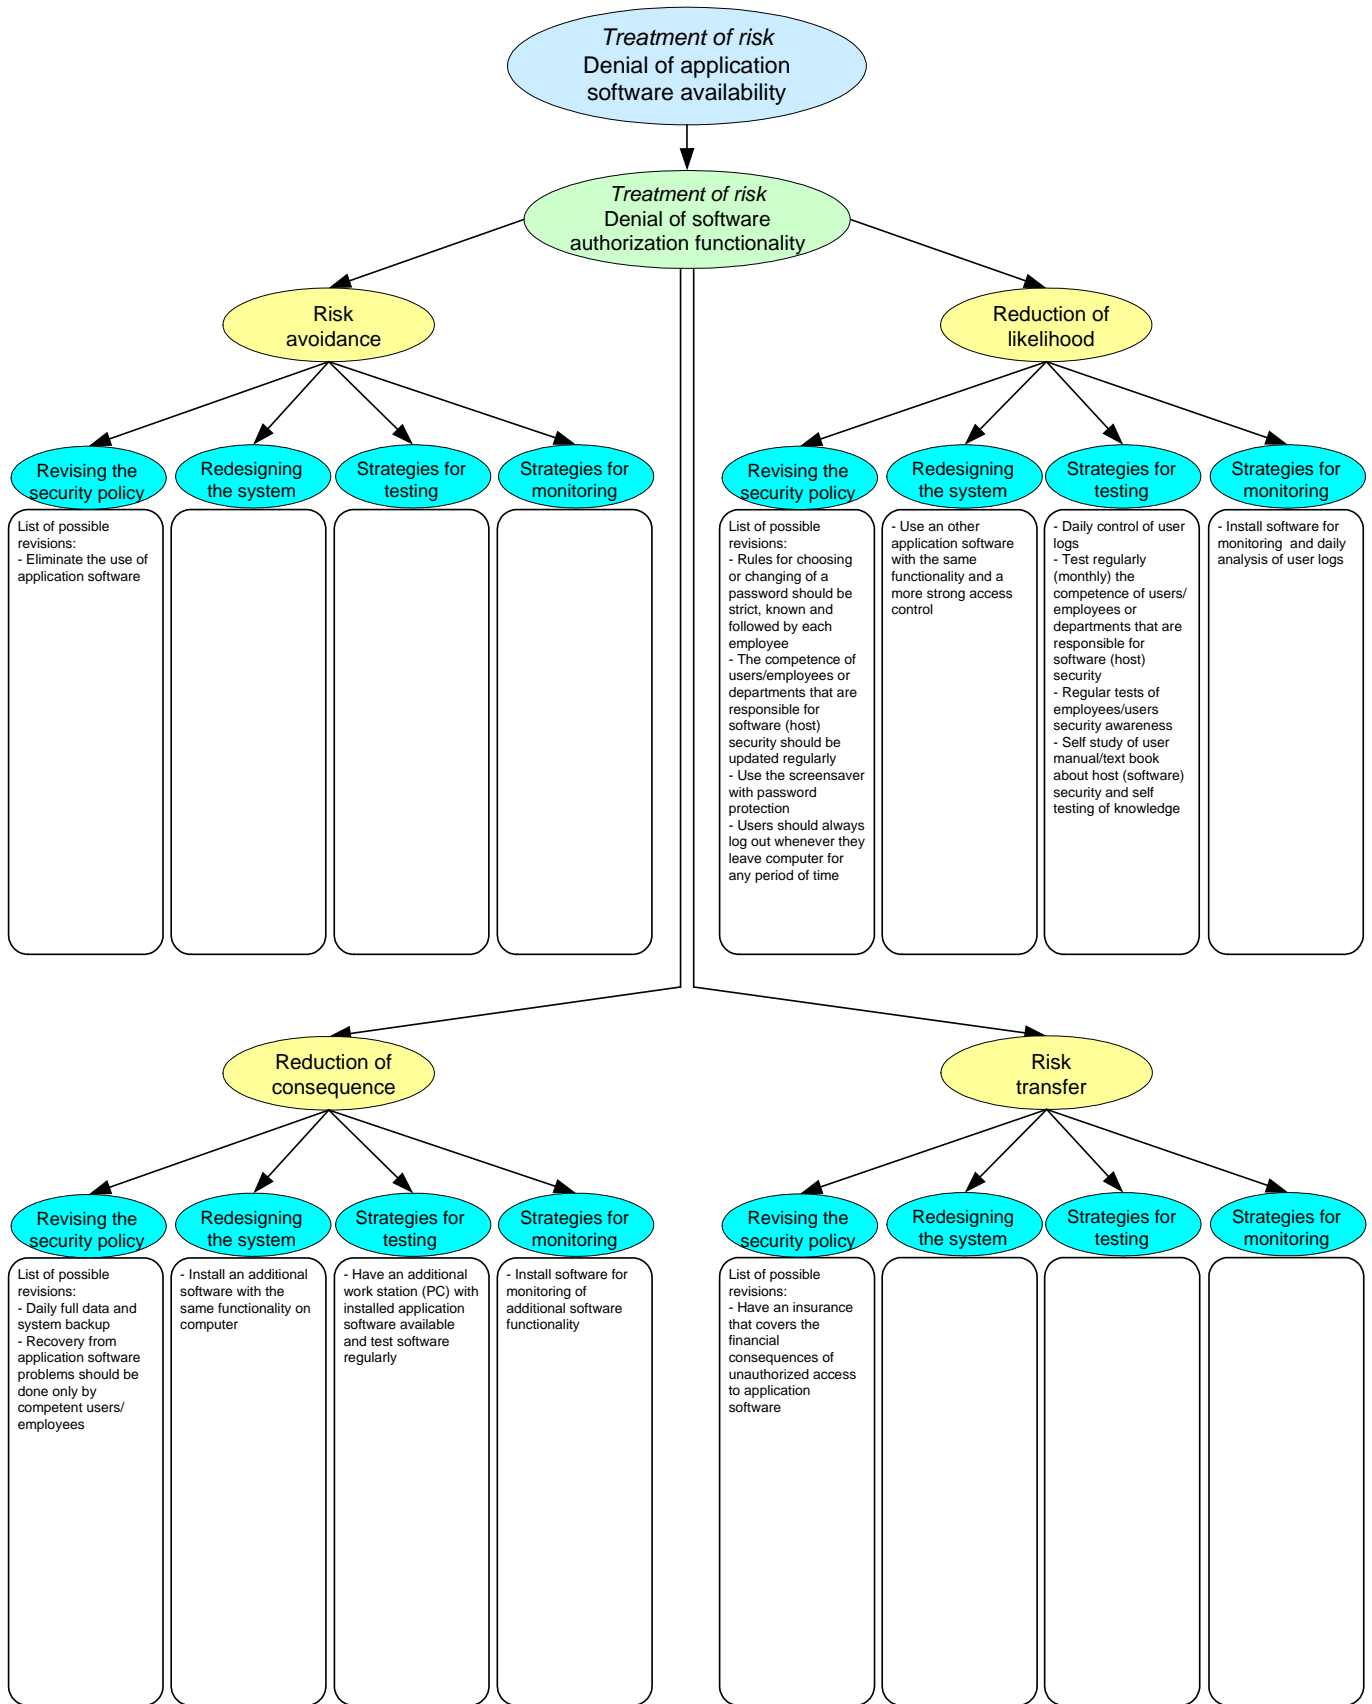 Treatment of risk
Denial of application
software availability
Treatment of risk
Denial of software
authorization functionality
Risk
avoidance
Reduction of
likelihood
Revising the
security policy
Redesigning
the system
Strategies for
testing
Strategies for
monitoring
Revising the
security policy
Redesigning
the system
Strategies for
testing
Strategies for
monitoring
List of possible
revisions:
- Eliminate the use of
application software
List of possible
revisions:
- Rules for choosing
or changing of a
password should be
strict, known and
followed by each
employee
- The competence of
users/employees or
departments that are
responsible for
software (host)
security should be
updated regularly
- Use the screensaver
with password
protection
- Users should always
log out whenever they
leave computer for
any period of time
- Use an other
application software
with the same
functionality and a
more strong access
control
- Daily control of user
logs
- Test regularly
(monthly) the
competence of users/
employees or
departments that are
responsible for
software (host)
security
- Regular tests of
employees/users
security awareness
- Self study of user
manual/text book
about host (software)
security and self
testing of knowledge
- Install software for
monitoring  and daily
analysis of user logs
Reduction of
consequence
Risk
transfer
Revising the
security policy
Redesigning
the system
Strategies for
testing
Strategies for
monitoring
Revising the
security policy
Redesigning
the system
Strategies for
testing
Strategies for
monitoring
List of possible
revisions:
- Daily full data and
system backup
- Recovery from
application software
problems should be
done only by
competent users/
employees
- Install an additional
software with the
same functionality on
computer
- Have an additional
work station (PC) with
installed application
software available
and test software
regularly
- Install software for
monitoring of
additional software
functionality
List of possible
revisions:
- Have an insurance
that covers the
financial
consequences of
unauthorized access
to application
software